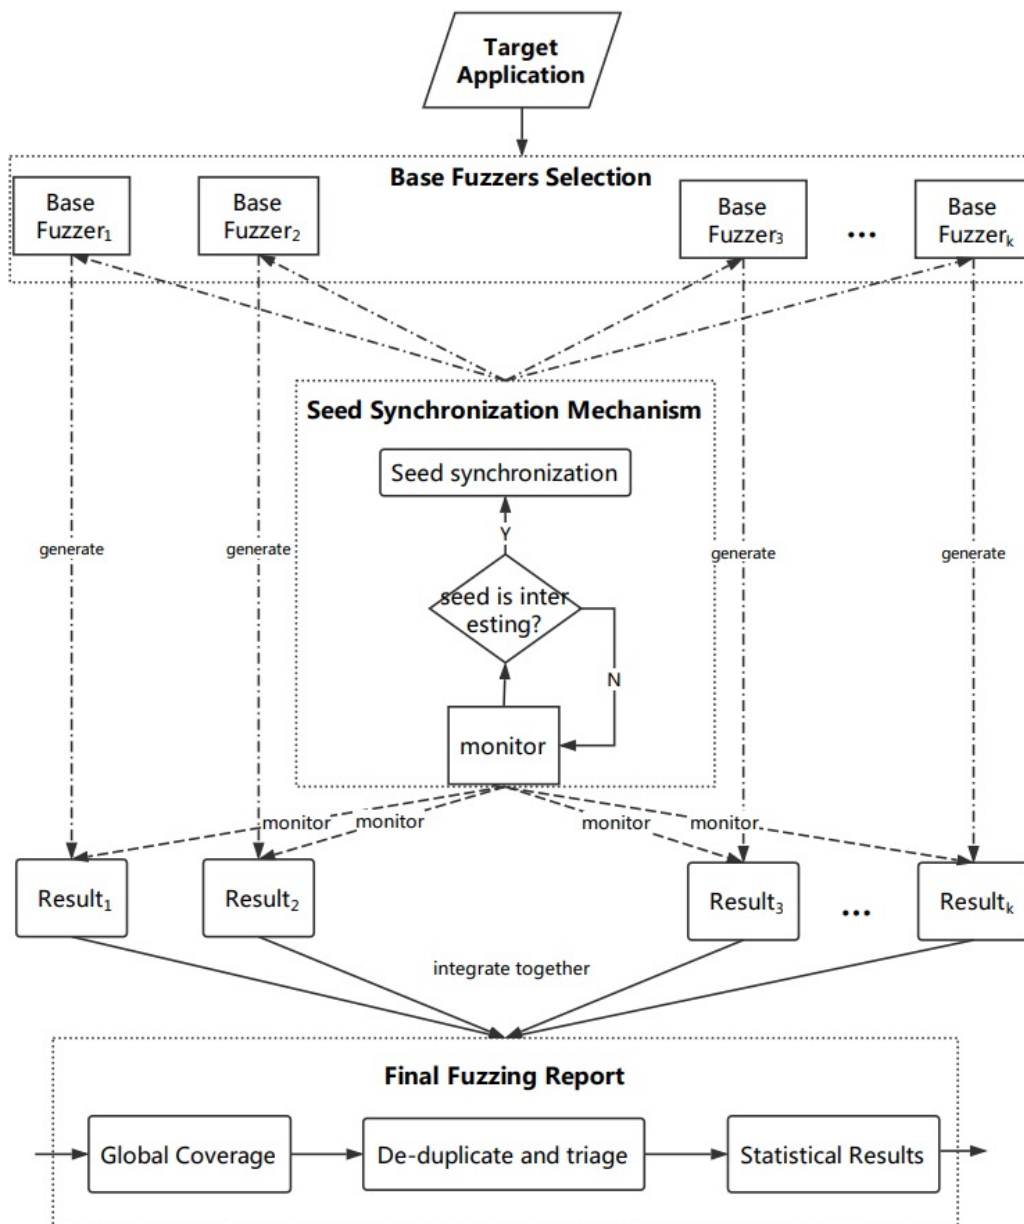 Target
Application
Base Fuzzers Selection
Base
Fuzzer₁
Base
Fuzzer₂
Base
Fuzzer₃
...
Base
Fuzzerₖ
Seed Synchronization Mechanism
Seed synchronization
Y
seed is inter
esting?
N
monitor
generate
generate
generate
generate
monitor
monitor
monitor
monitor
Result₁
Result₂
Result₃
...
Resultₖ
integrate together
Final Fuzzing Report
Global Coverage
De-duplicate and triage
Statistical Results